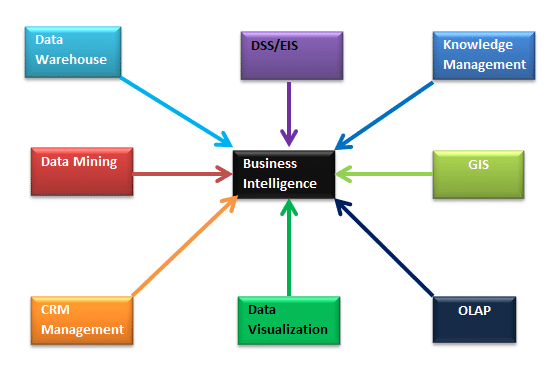 Data
Warehouse
DSS/EIS
Knowledge
Management
Data Mining
Business
Intelligence
GIS
CRM
Management
Data
Visualization
OLAP